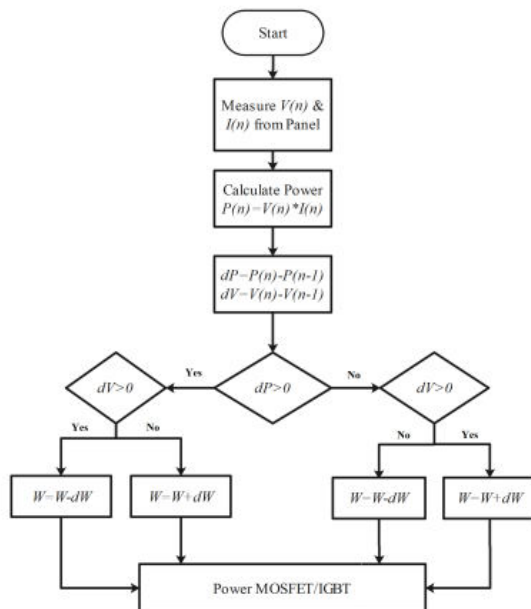 Start
Measure V(n) &
I(n) from Panel
Calculate Power
P(n)=V(n)*I(n)
dP=P(n)-P(n-1)
dV=V(n)-V(n-1)
dV>0
Yes
dP>0
No
dV>0
Yes
No
No
Yes
W=W-dW
W=W+dW
W=W-dW
W=W+dW
Power MOSFET/IGBT